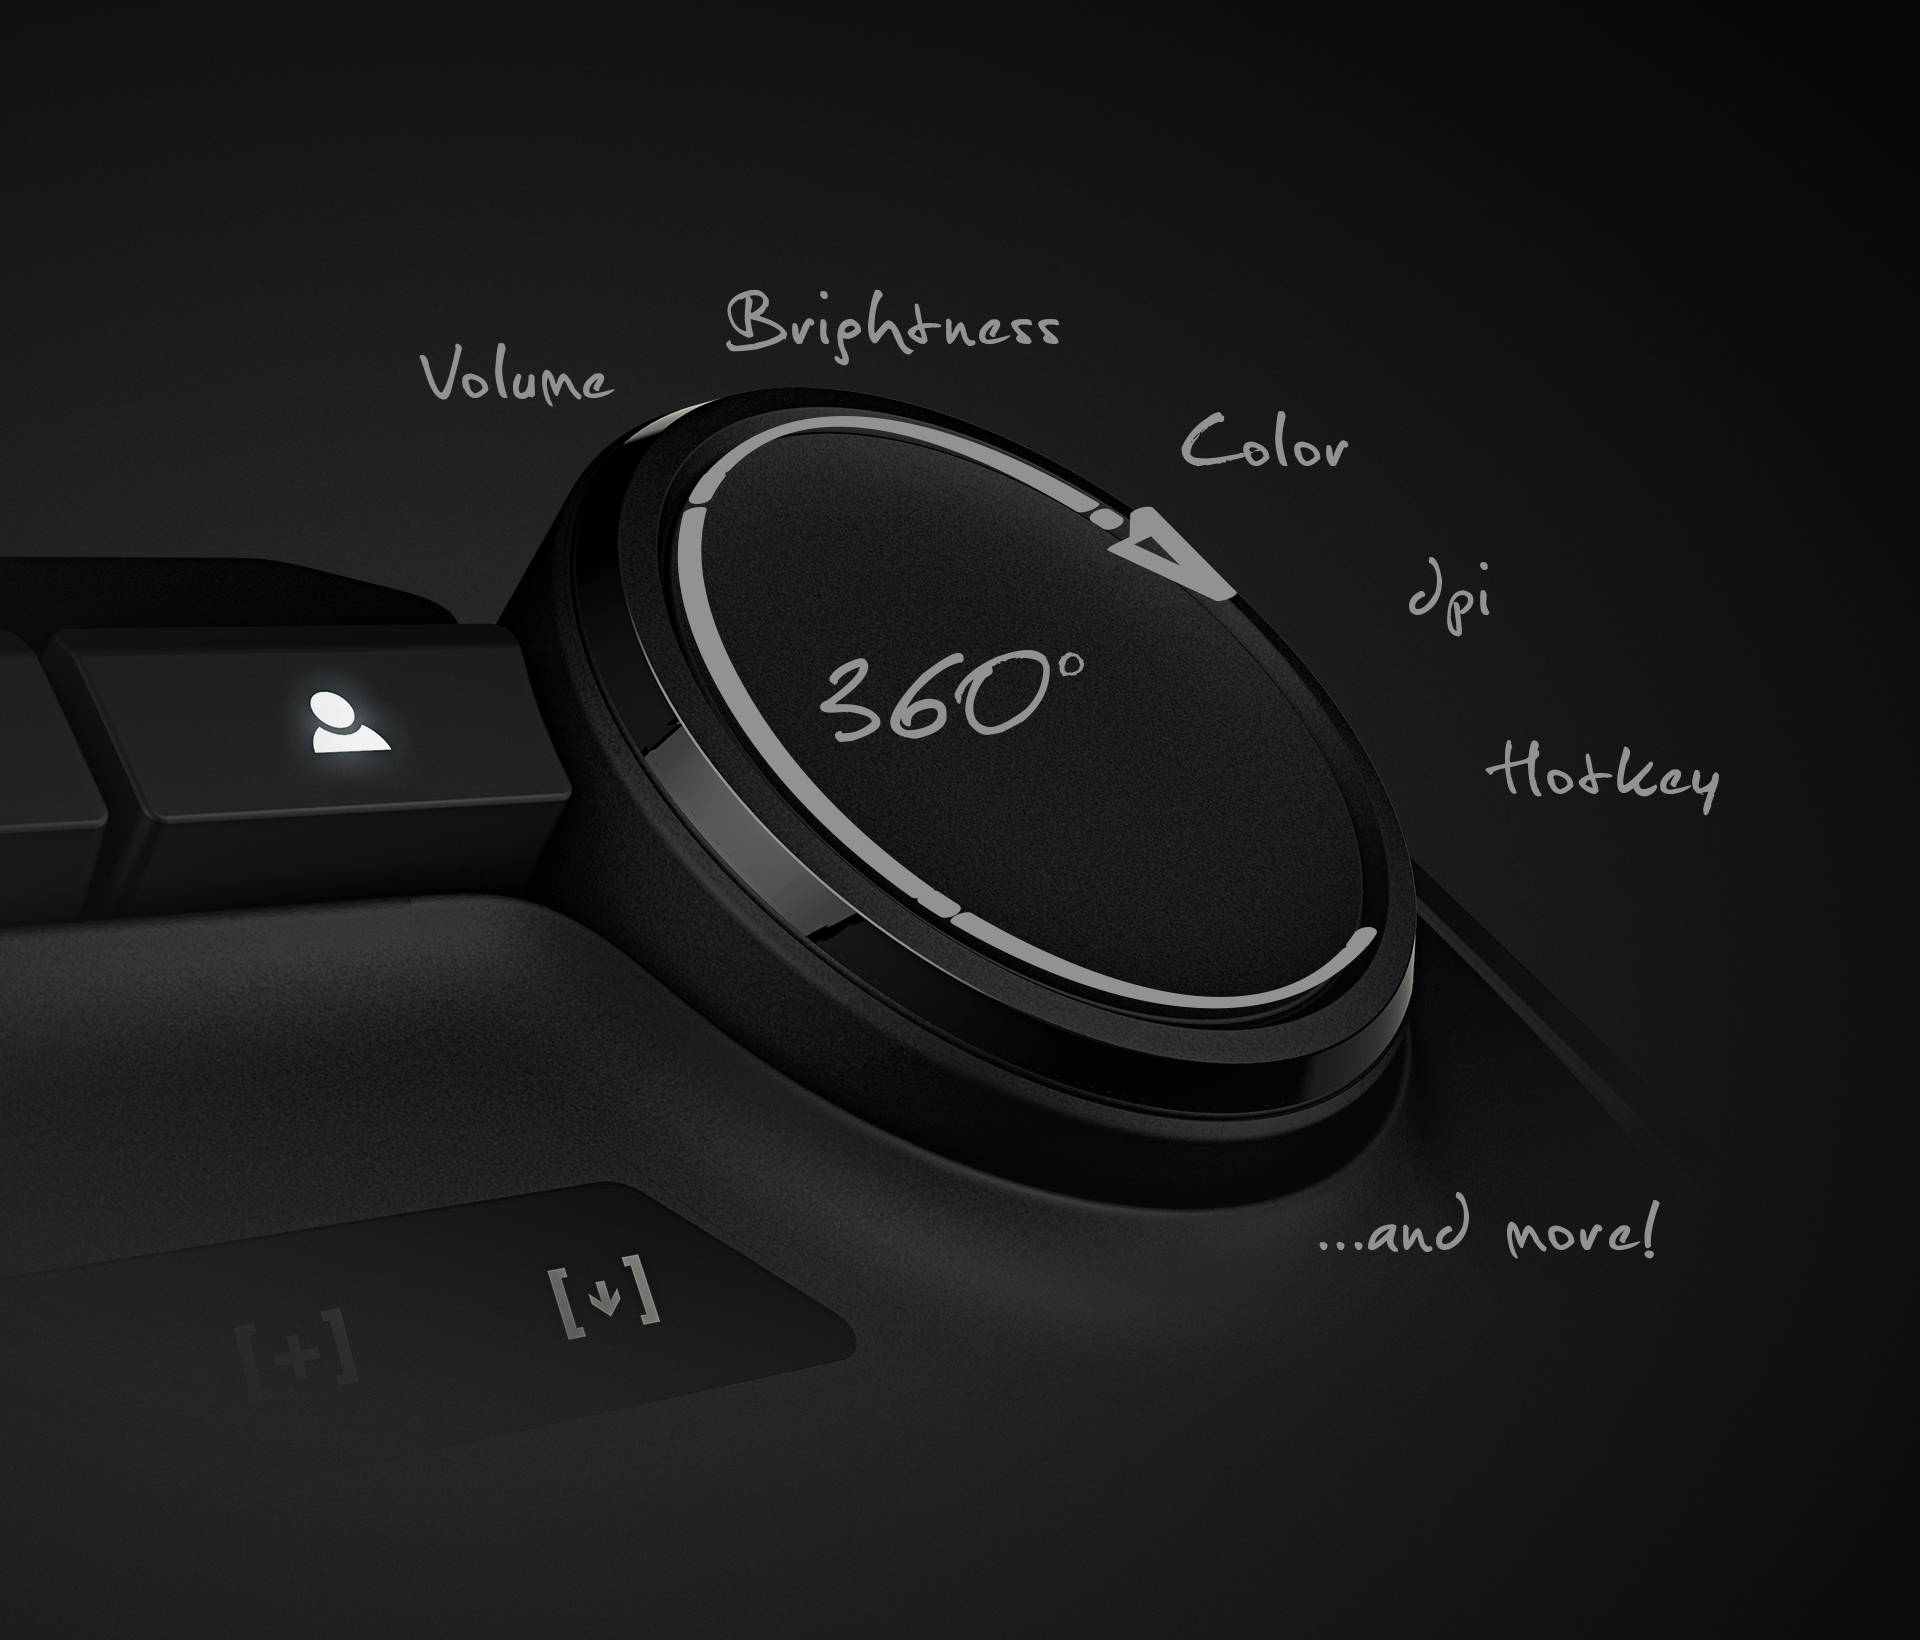 Volume
Brightness
Color
dpi
Hotkey
360°
...and more!
[+]
[↓]